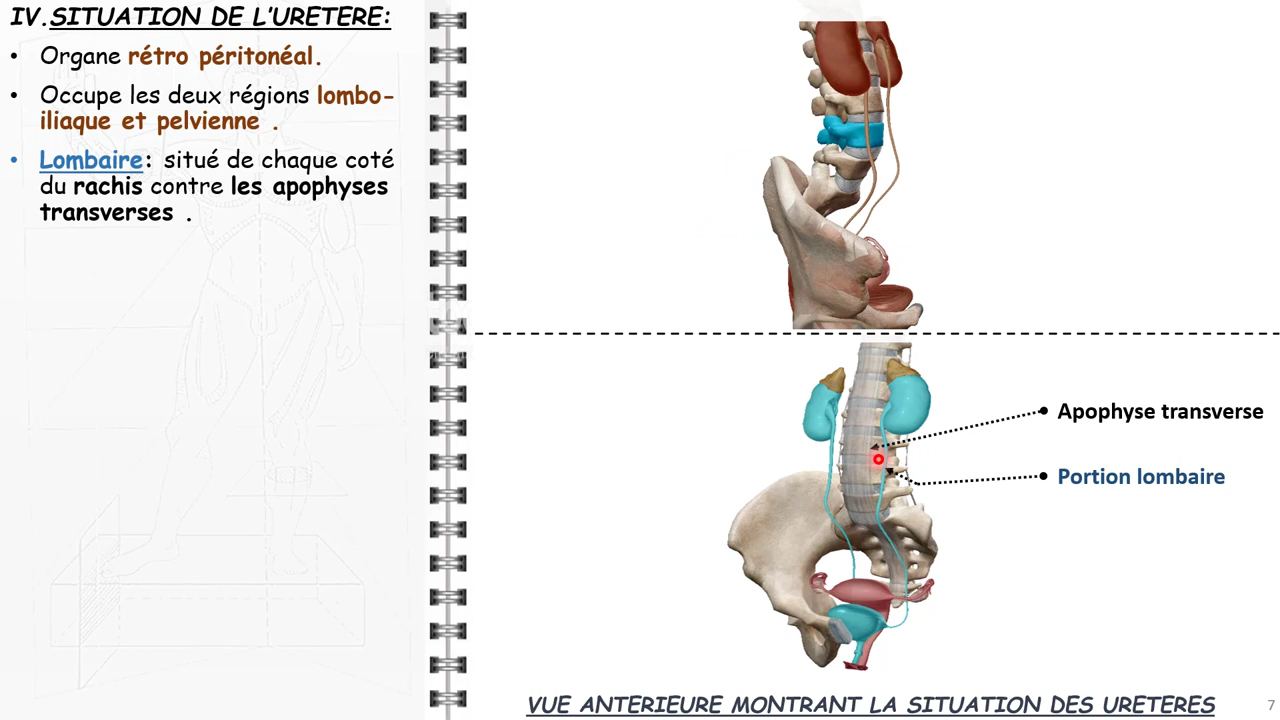 IV.SITUATION DE L'URETERE:
• Organe rétro péritonéal.
• Occupe les deux régions lombo-
iliaque et pelvienne .
• Lombaire: situé de chaque coté
du rachis contre les apophyses
transverses .
Apophyse transverse
Portion lombaire
VUE ANTERIEURE MONTRANT LA SITUATION DES URETERES
7